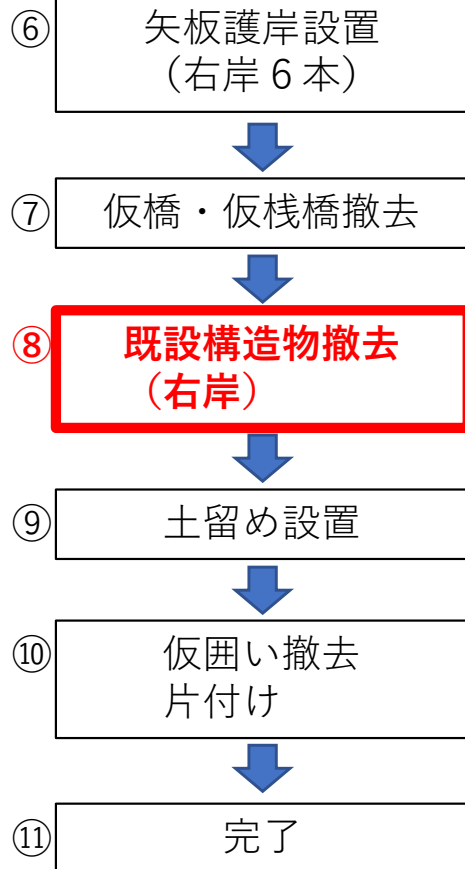 ⑥ 矢板護岸設置
（右岸６本）
⑦ 仮橋・仮桟橋撤去
⑧ 既設構造物撤去
（右岸）
⑨ 土留め設置
⑩ 仮囲い撤去
片付け
⑪ 完了